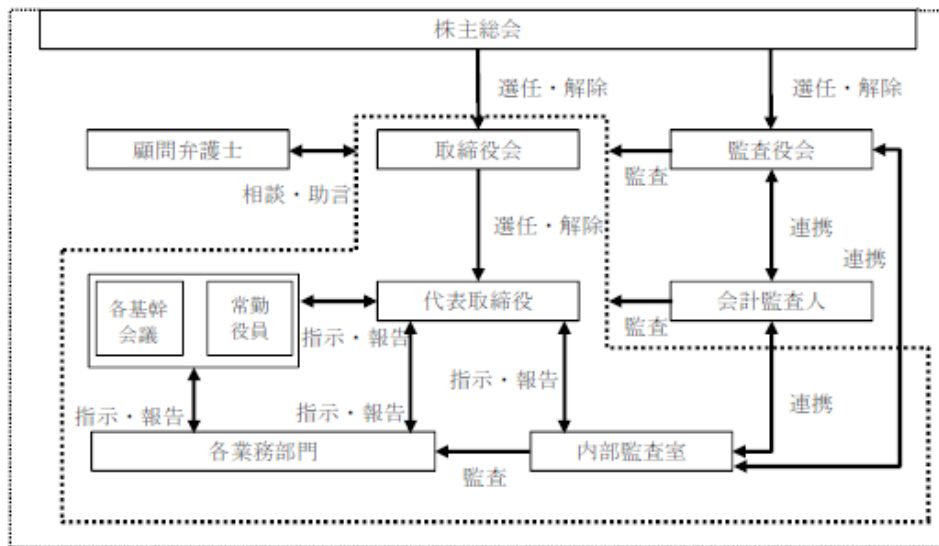 株主総会
選任・解除
選任・解除
顧問弁護士
取締役会
監査役会
相談・助言
監査
選任・解除
連携
連携
各基幹
会議
常勤
役員
代表取締役
会計監査人
指示・報告
監査
指示・報告
指示・報告
指示・報告
連携
各業務部門
内部監査室
監査